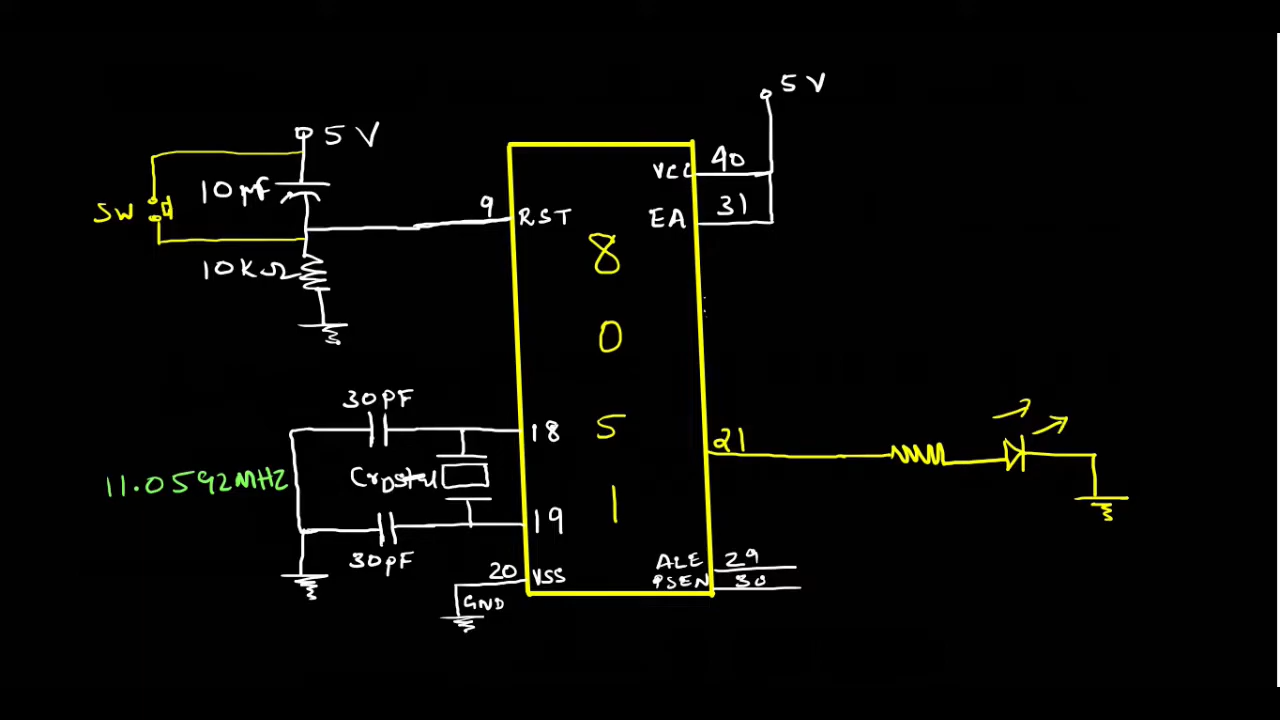 5V
5V
10µF
SW
10KΩ
9
RST
VCC 40
EA 31
8
0
5
1
30PF
18
11.0592MHZ
Crystal
19
30PF
20
VSS
GND
21
ALE 29
PSEN 30